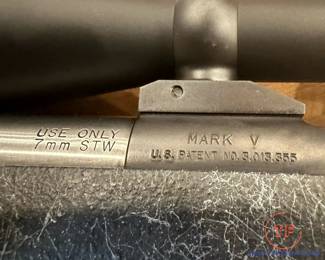 USE ONLY
7mm STW
MARK V
U.S. PATENT NO. 3,013,355